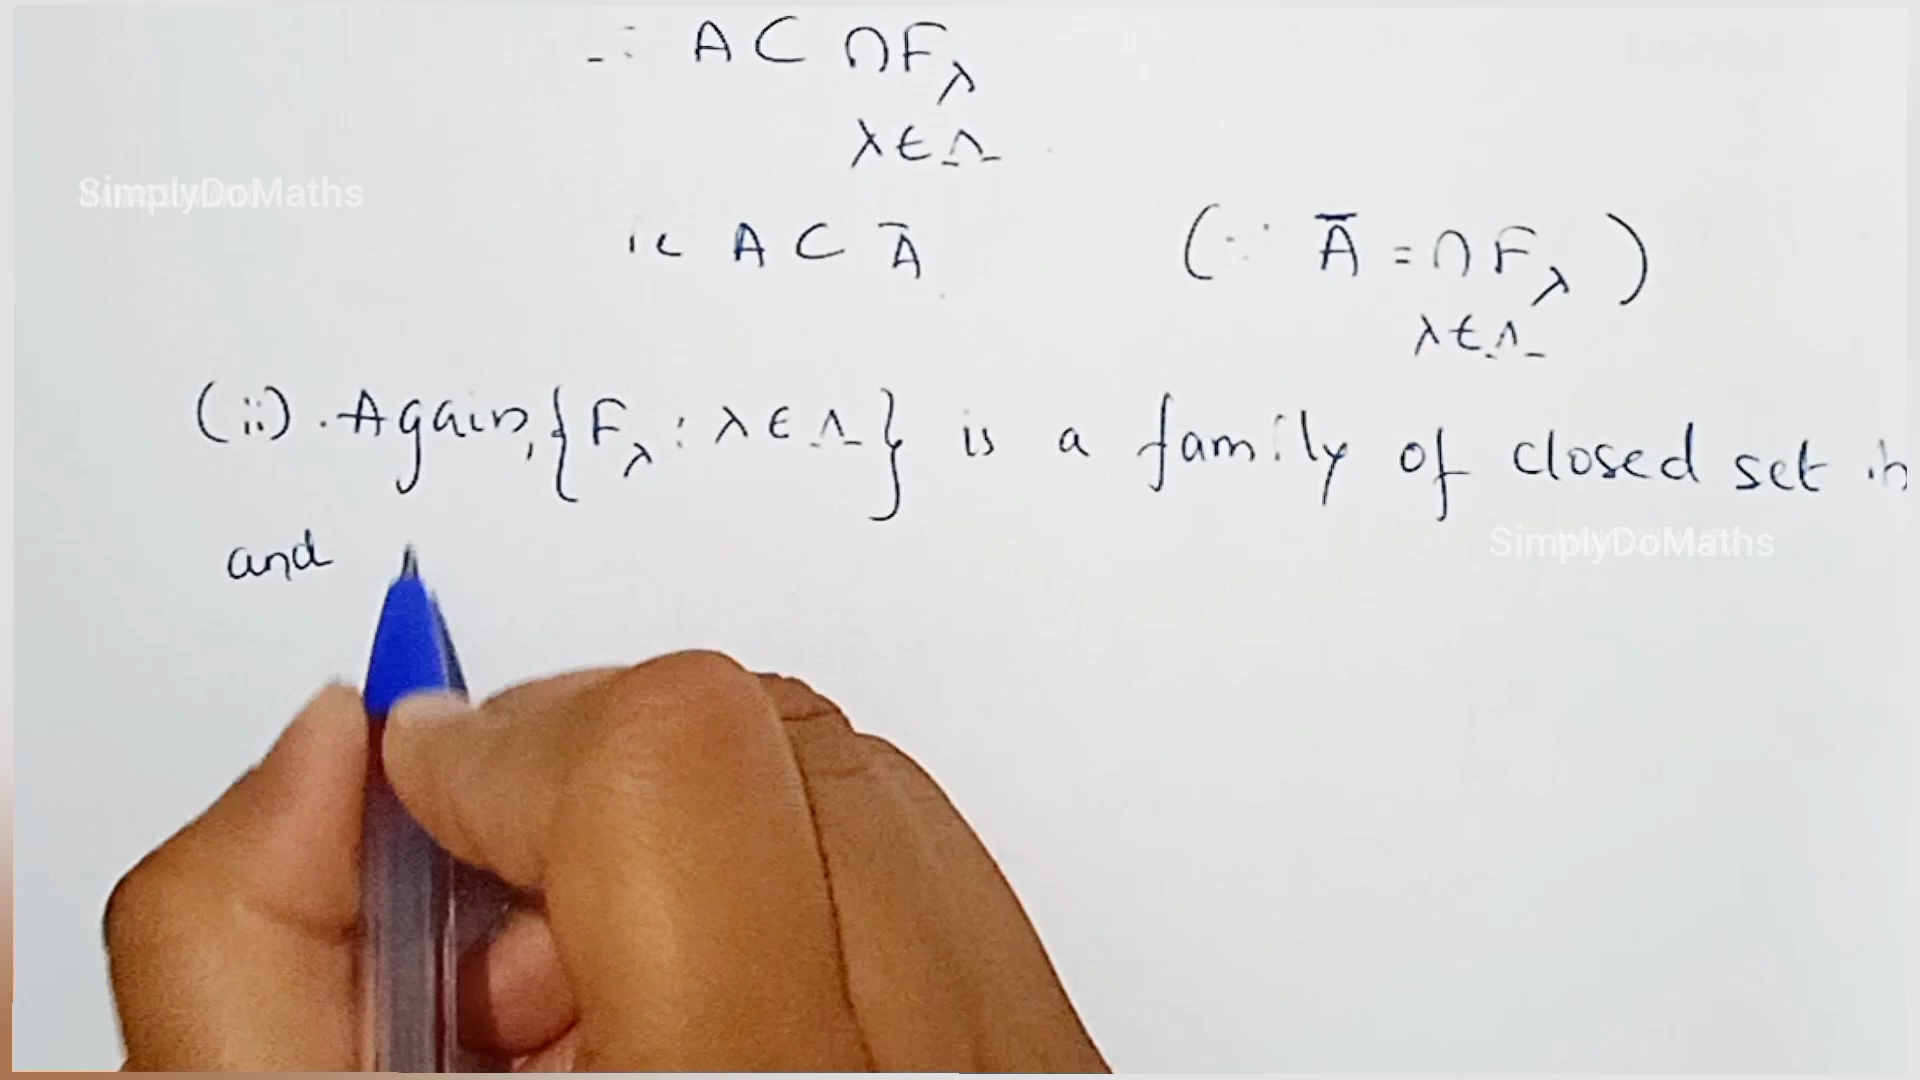 ∴ A ⊂ ∩F_λ
λ∈Λ
SimplyDoMaths
ie A ⊂ Ā (∵ Ā = ∩F_λ)
λ∈Λ
(ii). Again, {F_λ : λ ∈ Λ} is a family of closed set in
SimplyDoMaths
and